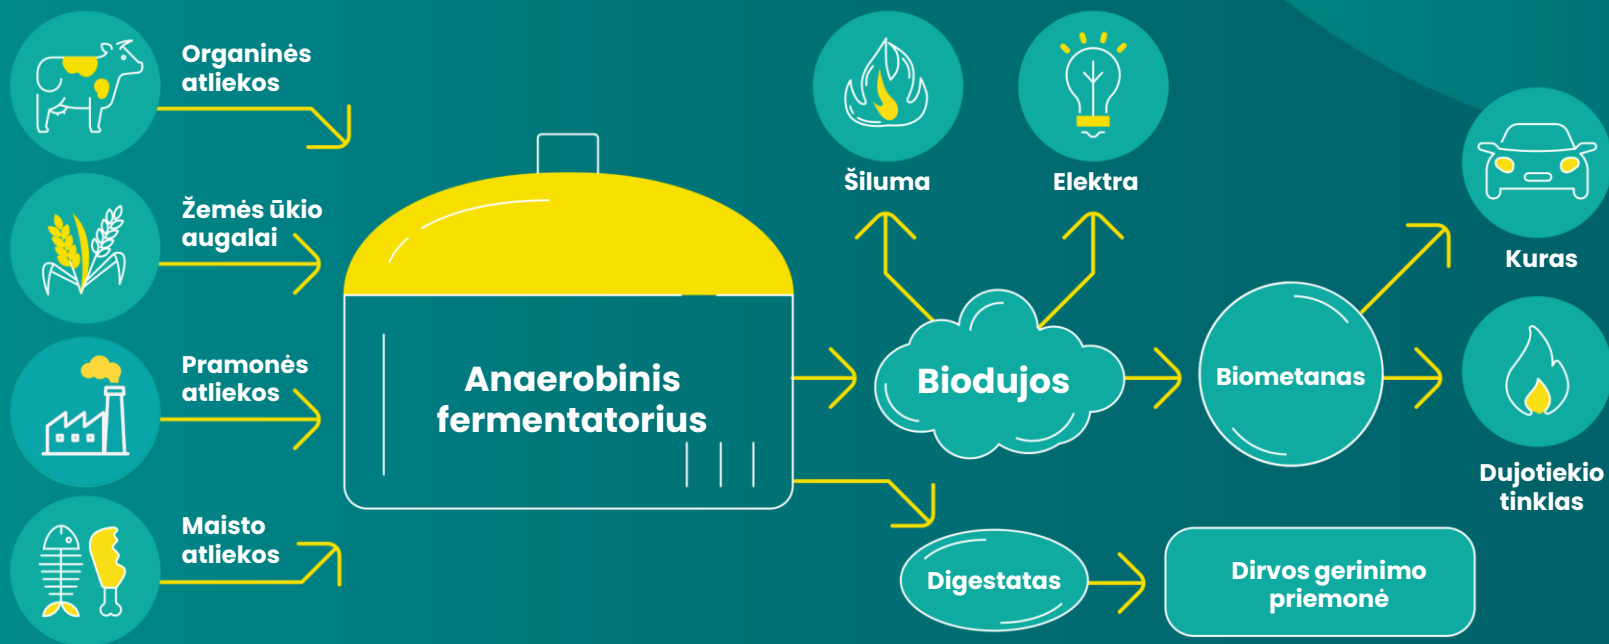 Organinės
atliekos
Žemės ūkio
augalai
Pramonės
atliekos
Maisto
atliekos
Anaerobinis
fermentatorius
Šiluma
Elektra
Biodujos
Biometanas
Kuras
Dujotiekio
tinklas
Digestatas
Dirvos gerinimo
priemonė